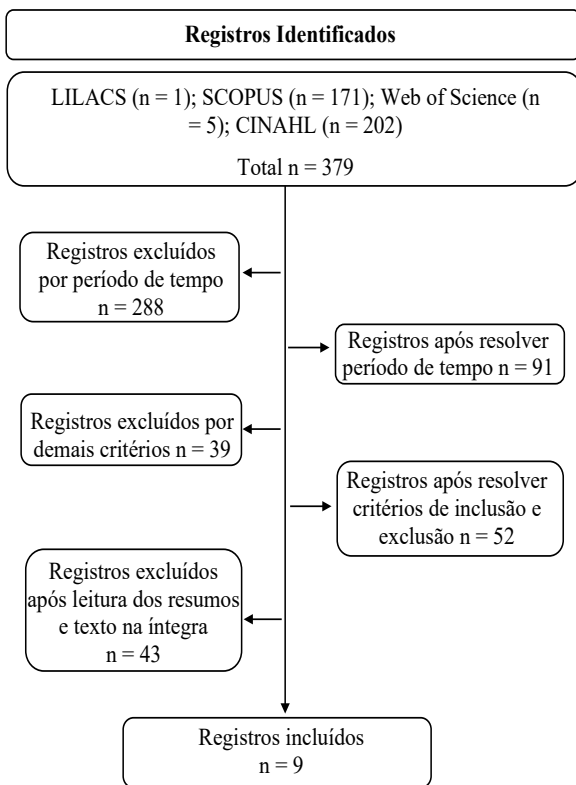 Registros Identificados
LILACS (n = 1); SCOPUS (n = 171); Web of Science (n
= 5); CINAHL (n = 202)
Total n = 379
Registros excluídos
por período de tempo
n = 288
Registros após resolver
período de tempo n = 91
Registros excluídos por
demais critérios n = 39
Registros após resolver
critérios de inclusão e
exclusão n = 52
Registros excluídos
após leitura dos resumos
e texto na íntegra
n = 43
Registros incluídos
n = 9